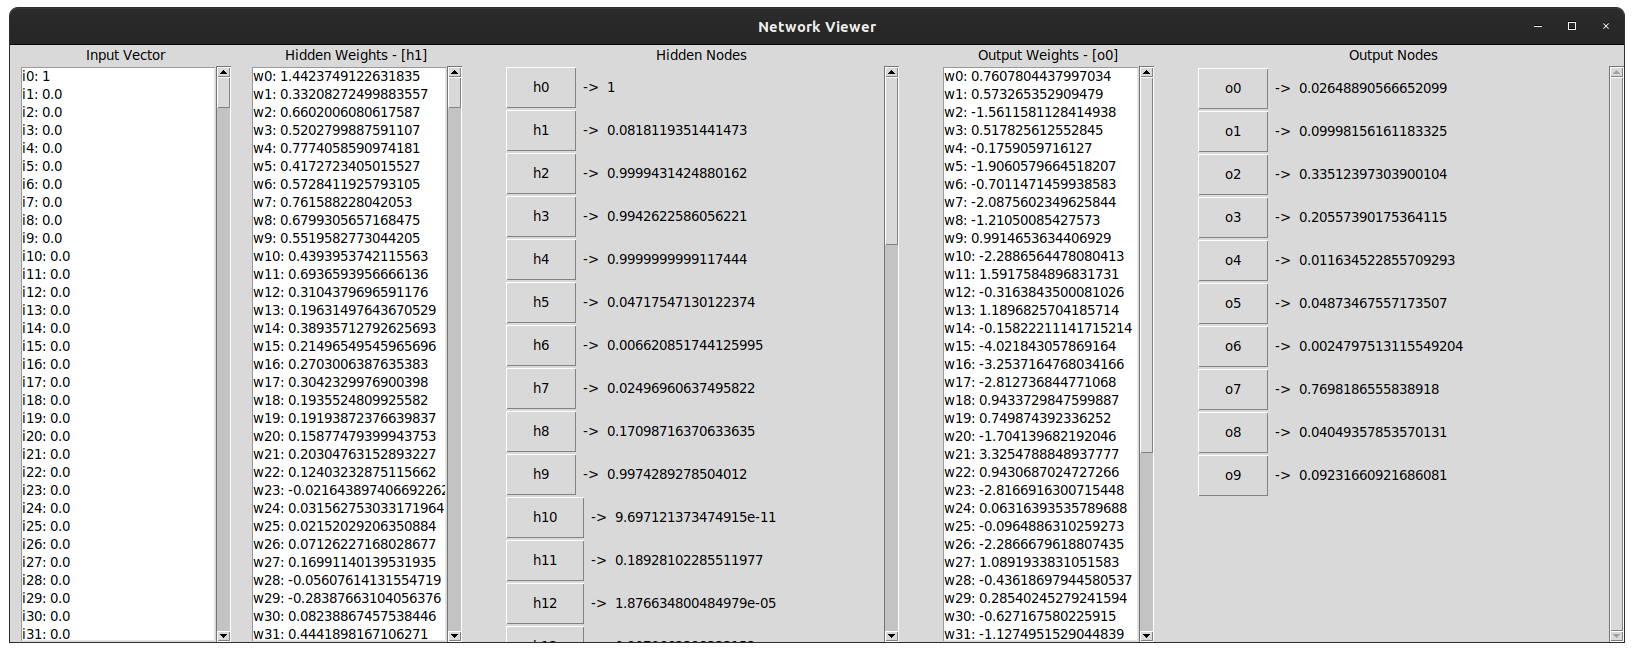 Network Viewer
Input Vector
i0: 1
i1: 0.0
i2: 0.0
i3: 0.0
i4: 0.0
i5: 0.0
i6: 0.0
i7: 0.0
i8: 0.0
i9: 0.0
i10: 0.0
i11: 0.0
i12: 0.0
i13: 0.0
i14: 0.0
i15: 0.0
i16: 0.0
i17: 0.0
i18: 0.0
i19: 0.0
i20: 0.0
i21: 0.0
i22: 0.0
i23: 0.0
i24: 0.0
i25: 0.0
i26: 0.0
i27: 0.0
i28: 0.0
i29: 0.0
i30: 0.0
i31: 0.0
Hidden Weights - [h1]
w0: 1.4423749122631835
w1: 0.33208272499883557
w2: 0.6602006080617587
w3: 0.5202799887591107
w4: 0.7774058590974181
w5: 0.4172723405015527
w6: 0.5728411925793105
w7: 0.761588228042053
w8: 0.6799305657168475
w9: 0.5519582773044205
w10: 0.4393953742115563
w11: 0.6936593956666136
w12: 0.3104379696591176
w13: 0.19631497643670529
w14: 0.38935712792625693
w15: 0.21496549545965696
w16: 0.2703006387635383
w17: 0.3042329976900398
w18: 0.1935524809925582
w19: 0.19193872376639837
w20: 0.15877479399943753
w21: 0.20304763152893227
w22: 0.12403232875115662
w23: -0.021643897406692262
w24: 0.031562753033171964
w25: 0.02152029206350884
w26: 0.07126227168028677
w27: 0.16991140139531935
w28: -0.05607614131554719
w29: -0.28387663104056376
w30: 0.08238867457538446
w31: 0.4441898167106271
Hidden Nodes
h0 -> 1
h1 -> 0.0818119351441473
h2 -> 0.9999431424880162
h3 -> 0.9942622586056221
h4 -> 0.9999999999117444
h5 -> 0.04717547130122374
h6 -> 0.006620851744125995
h7 -> 0.02496960637495822
h8 -> 0.17098716370633635
h9 -> 0.9974289278504012
h10 -> 9.697121373474915e-11
h11 -> 0.18928102285511977
h12 -> 1.876634800484979e-05
Output Weights - [o0]
w0: 0.7607804437997034
w1: 0.573265352909479
w2: -1.5611581128414938
w3: 0.517825612552845
w4: -0.1759059716127
w5: -1.9060579664518207
w6: -0.7011471459938583
w7: -2.0875602349625844
w8: -1.21050085427573
w9: 0.9914653634406929
w10: -2.2886564478080413
w11: 1.5917584896831731
w12: -0.3163843500081026
w13: 1.1896825704185714
w14: -0.15822211141715214
w15: -4.021843057869164
w16: -3.2537164768034166
w17: -2.812736844771068
w18: 0.9433729847599887
w19: 0.749874392336252
w20: -1.704139682192046
w21: 3.3254788848937777
w22: 0.9430687024727266
w23: -2.8166916300715448
w24: 0.06316393535789688
w25: -0.0964886310259273
w26: -2.2866679618807435
w27: 1.0891933831051583
w28: -0.43618697944580537
w29: 0.28540245279241594
w30: -0.627167580225915
w31: -1.1274951529044839
Output Nodes
o0 -> 0.02648890566652099
o1 -> 0.09998156161183325
o2 -> 0.33512397303900104
o3 -> 0.20557390175364115
o4 -> 0.011634522855709293
o5 -> 0.04873467557173507
o6 -> 0.0024797513115549204
o7 -> 0.7698186555838918
o8 -> 0.04049357853570131
o9 -> 0.09231660921686081